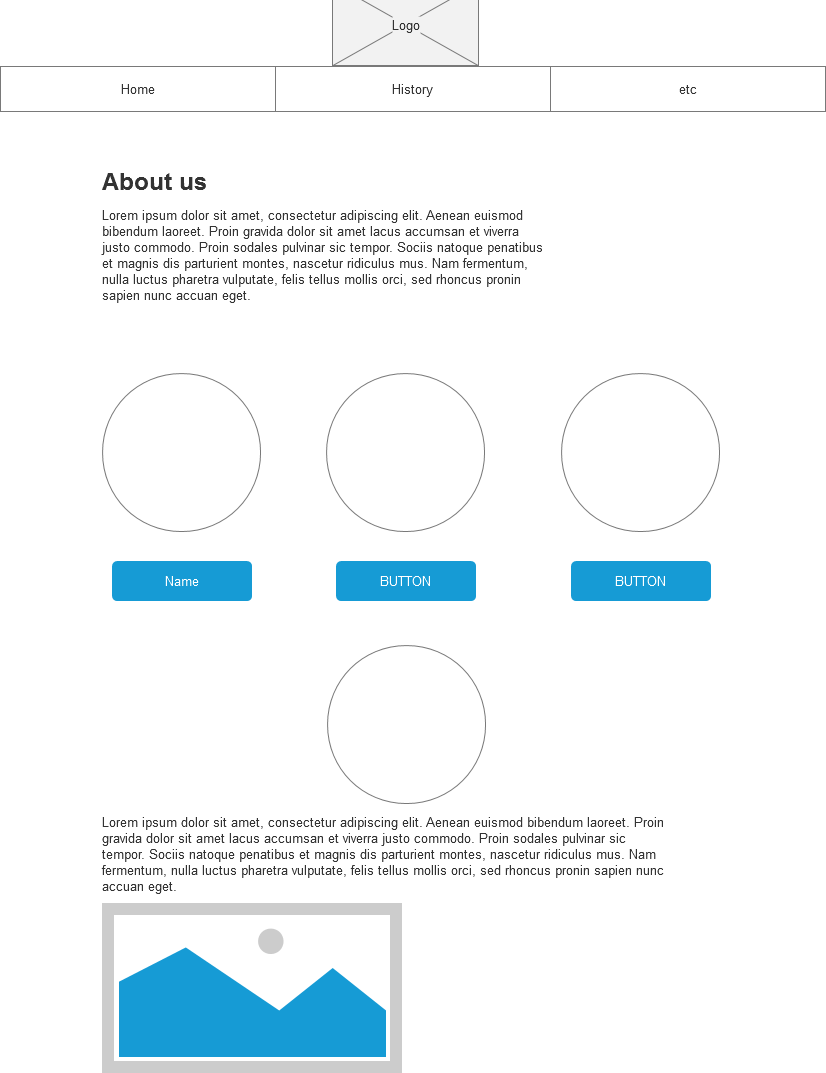 Logo
Home
History
etc
About us
Lorem ipsum dolor sit amet, consectetur adipiscing elit. Aenean euismod
bibendum laoreet. Proin gravida dolor sit amet lacus accumsan et viverra
justo commodo. Proin sodales pulvinar sic tempor. Sociis natoque penatibus
et magnis dis parturient montes, nascetur ridiculus mus. Nam fermentum,
nulla luctus pharetra vulputate, felis tellus mollis orci, sed rhoncus pronin
sapien nunc accuan eget.
Name
BUTTON
BUTTON
Lorem ipsum dolor sit amet, consectetur adipiscing elit. Aenean euismod bibendum laoreet. Proin
gravida dolor sit amet lacus accumsan et viverra justo commodo. Proin sodales pulvinar sic
tempor. Sociis natoque penatibus et magnis dis parturient montes, nascetur ridiculus mus. Nam
fermentum, nulla luctus pharetra vulputate, felis tellus mollis orci, sed rhoncus pronin sapien nunc
accuan eget.